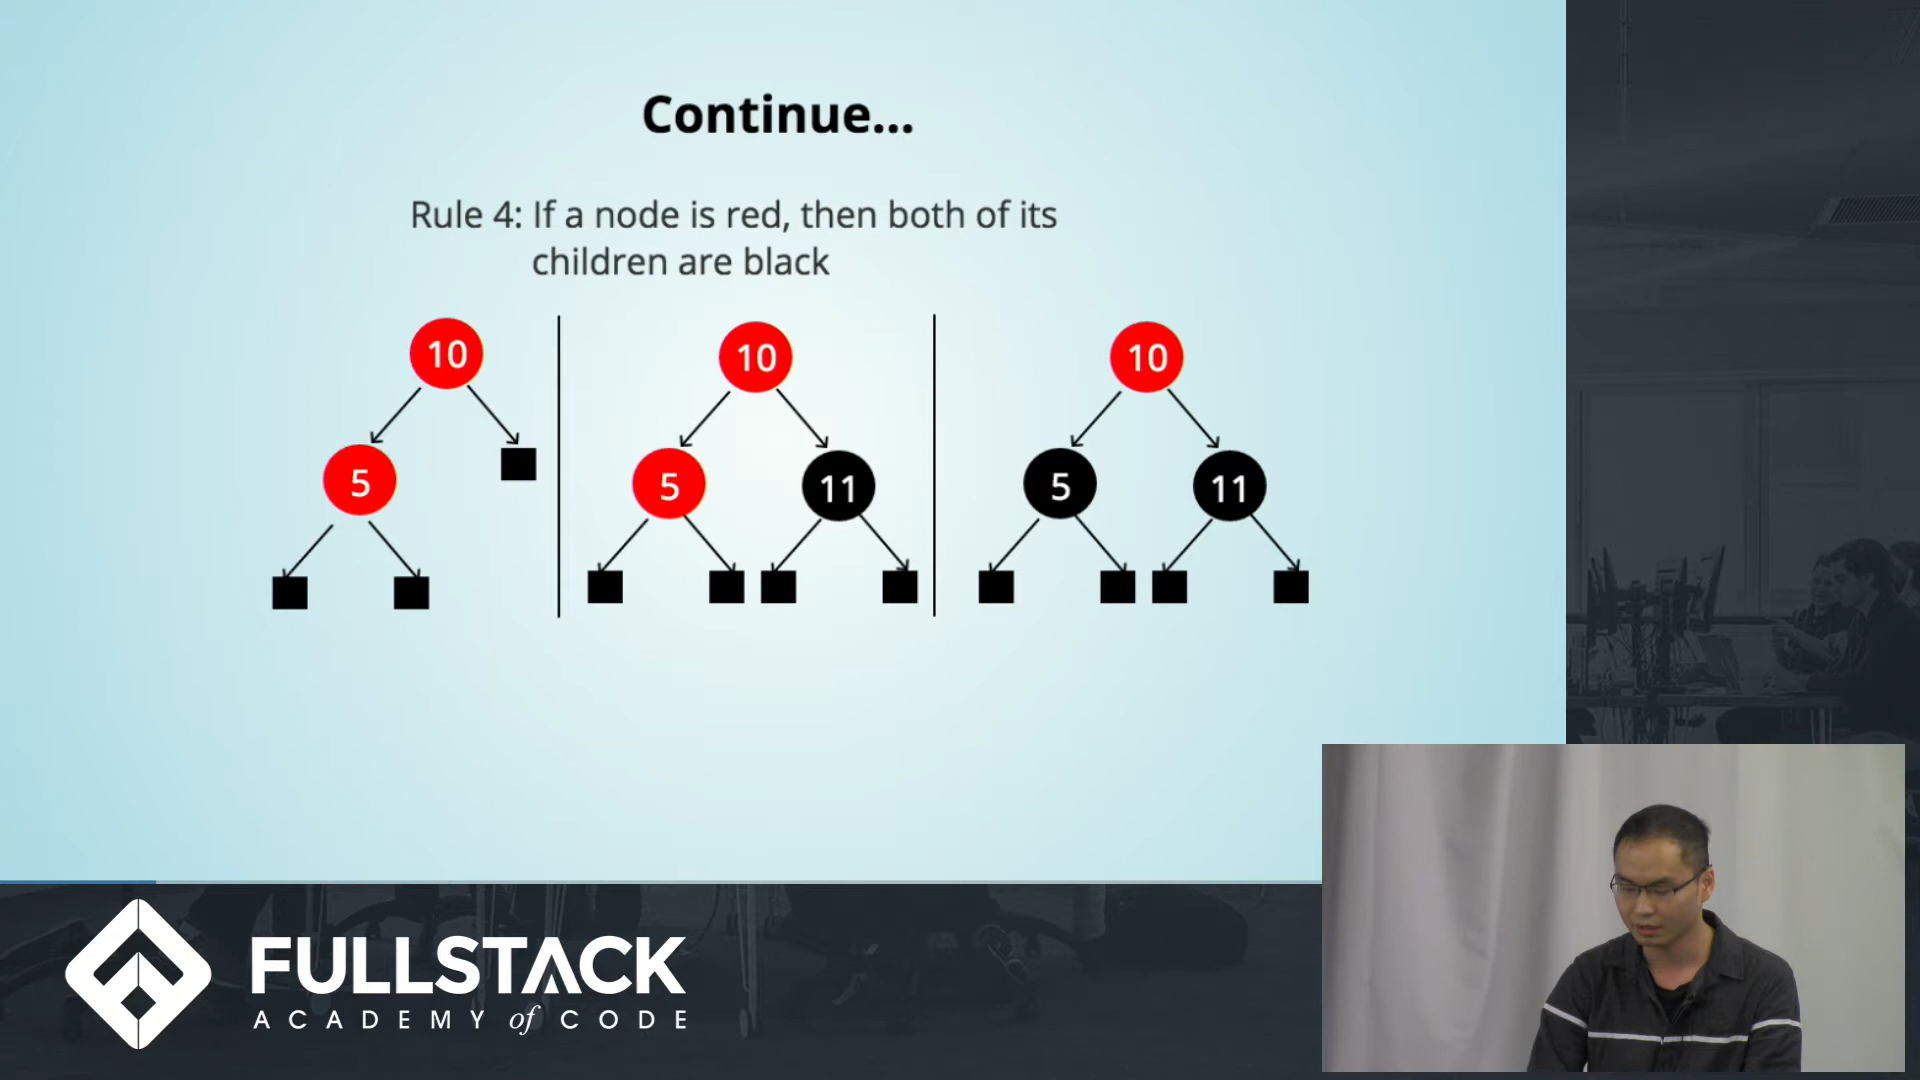 Continue...
Rule 4: If a node is red, then both of its
children are black
10
10
10
5
5
11
5
11
FULLSTACK
ACADEMY of CODE